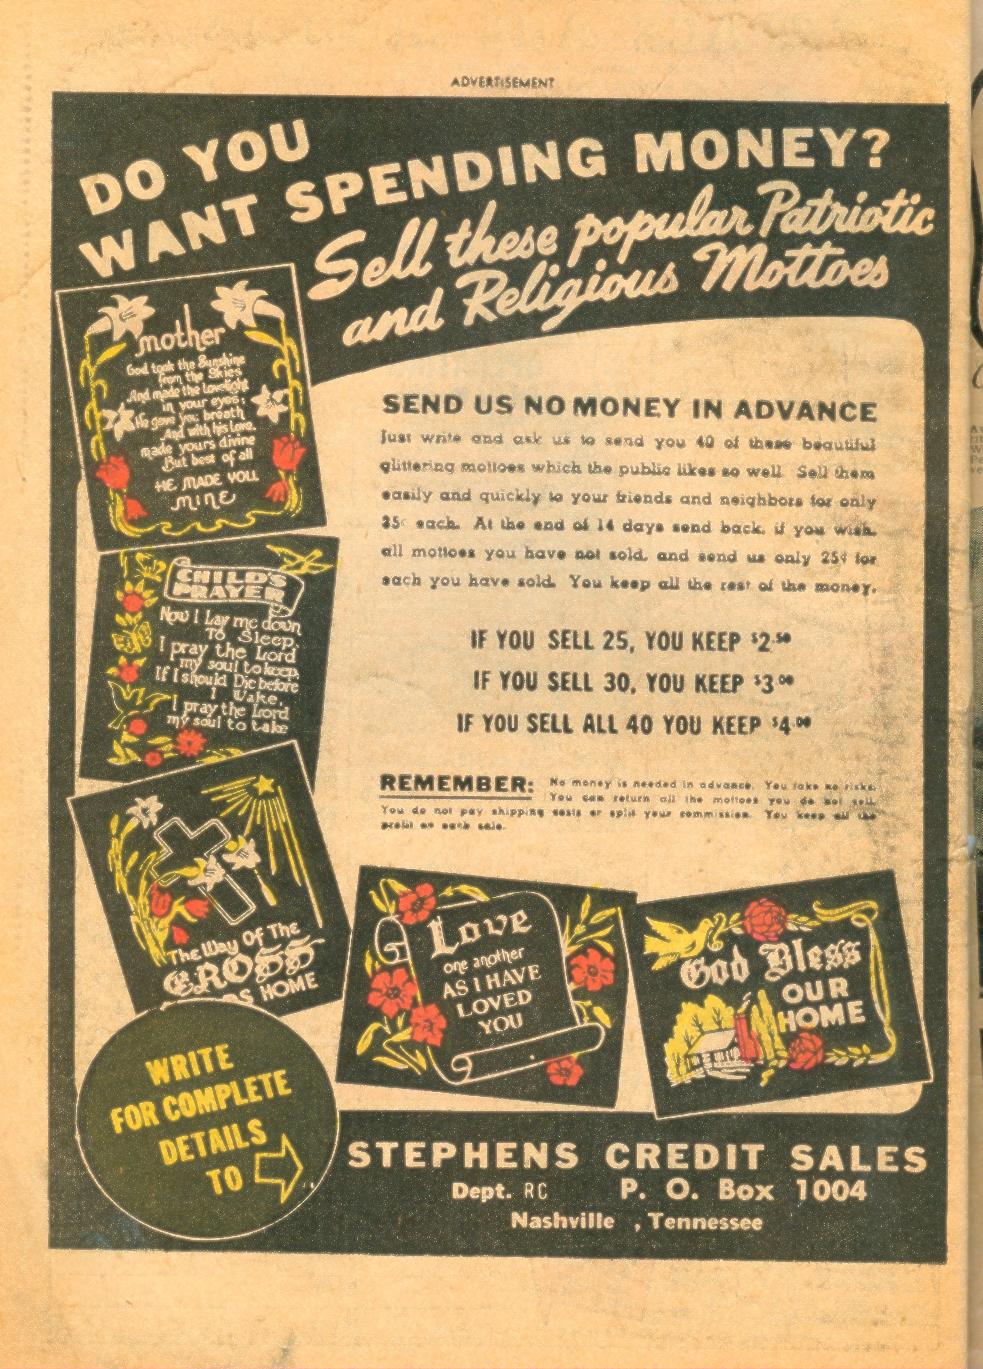 ADVERTISEMENT
DO YOU
WANT SPENDING MONEY?
Sell these popular Patriotic
and Religious Mottoes
mother
God took the Sunshine
from the Skies
And made the Lovelight
in your eyes;
He gave you breath
and with his Love,
made yours divine
But best of all
HE MADE YOU
MINE
CHILD'S
PRAYER
Now I Lay me down
To Sleep,
I pray the Lord
my soul to keep,
If I should Die before
I Wake,
I pray the Lord
my soul to take
The Way Of The
CROSS
DS HOME
SEND US NO MONEY IN ADVANCE
Just write and ask us to send you 40 of these beautiful
glittering mottoes which the public likes so well. Sell them
easily and quickly to your friends and neighbors for only
35c each. At the end of 14 days send back, if you wish,
all mottoes you have not sold, and send us only 25¢ for
each you have sold. You keep all the rest of the money.
IF YOU SELL 25, YOU KEEP $2.50
IF YOU SELL 30, YOU KEEP $3.00
IF YOU SELL ALL 40 YOU KEEP $4.00
REMEMBER: No money is needed in advance. You take no risks.
You can return all the mottoes you do not sell.
You do not pay shipping costs or split your commission. You keep all the
profit on each sale.
Love
one another
AS I HAVE
LOVED
YOU
God Bless
OUR
HOME
WRITE
FOR COMPLETE
DETAILS
TO
STEPHENS CREDIT SALES
Dept. RC P. O. Box 1004
Nashville , Tennessee